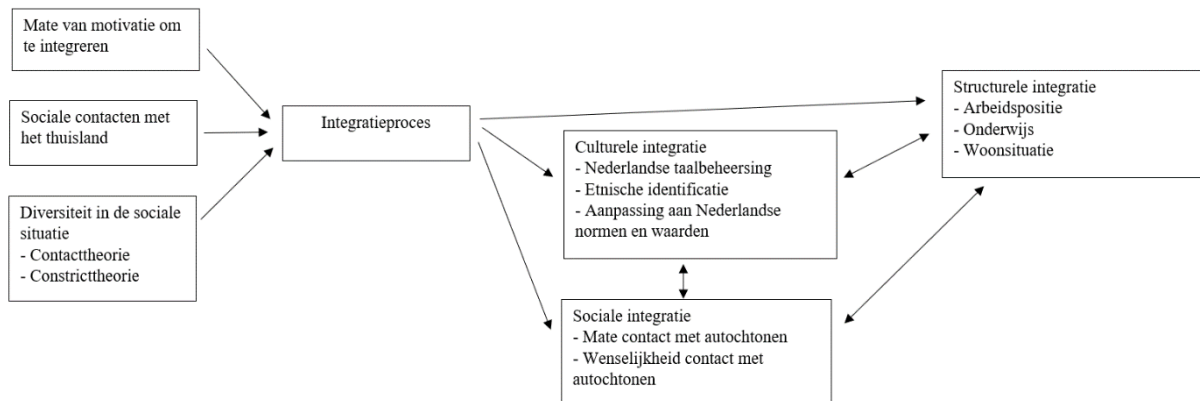 Mate van motivatie om
te integreren
Sociale contacten met
het thuisland
Diversiteit in de sociale
situatie
- Contacttheorie
- Constricttheorie
Integratieproces
Culturele integratie
- Nederlandse taalbeheersing
- Etnische identificatie
- Aanpassing aan Nederlandse
normen en waarden
Sociale integratie
- Mate contact met autochtonen
- Wenselijkheid contact met
autochtonen
Structurele integratie
- Arbeidspositie
- Onderwijs
- Woonsituatie